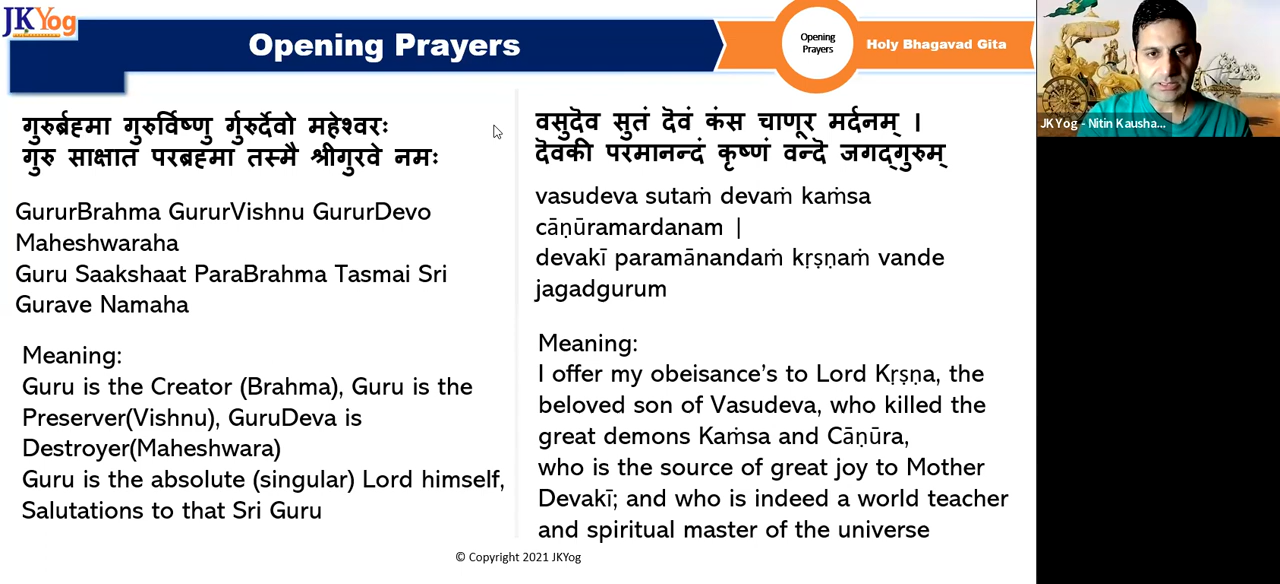 JKYog
Opening Prayers
Opening
Prayers
Holy Bhagavad Gita
गुरुर्ब्रह्मा गुरुर्विष्णु र्गुरुर्देवो महेश्वरः
गुरु साक्षात परब्रह्मा तस्मै श्रीगुरवे नमः
GururBrahma GururVishnu GururDevo
Maheshwaraha
Guru Saakshaat ParaBrahma Tasmai Sri
Gurave Namaha
Meaning:
Guru is the Creator (Brahma), Guru is the
Preserver(Vishnu), GuruDeva is
Destroyer(Maheshwara)
Guru is the absolute (singular) Lord himself,
Salutations to that Sri Guru
वसुदॆव सुतं दॆवं कंस चाणूर मर्दनम् ।
दॆवकी परमानन्दं कृष्णं वन्दॆ जगद्गुरुम्
vasudeva sutaṁ devaṁ kaṁsa
cāṇūramardanam |
devakī paramānandaṁ kṛṣṇaṁ vande
jagadgurum
Meaning:
I offer my obeisance’s to Lord Kṛṣṇa, the
beloved son of Vasudeva, who killed the
great demons Kaṁsa and Cāṇūra,
who is the source of great joy to Mother
Devakī; and who is indeed a world teacher
and spiritual master of the universe
© Copyright 2021 JKYog
JKYog - Nitin Kausha...